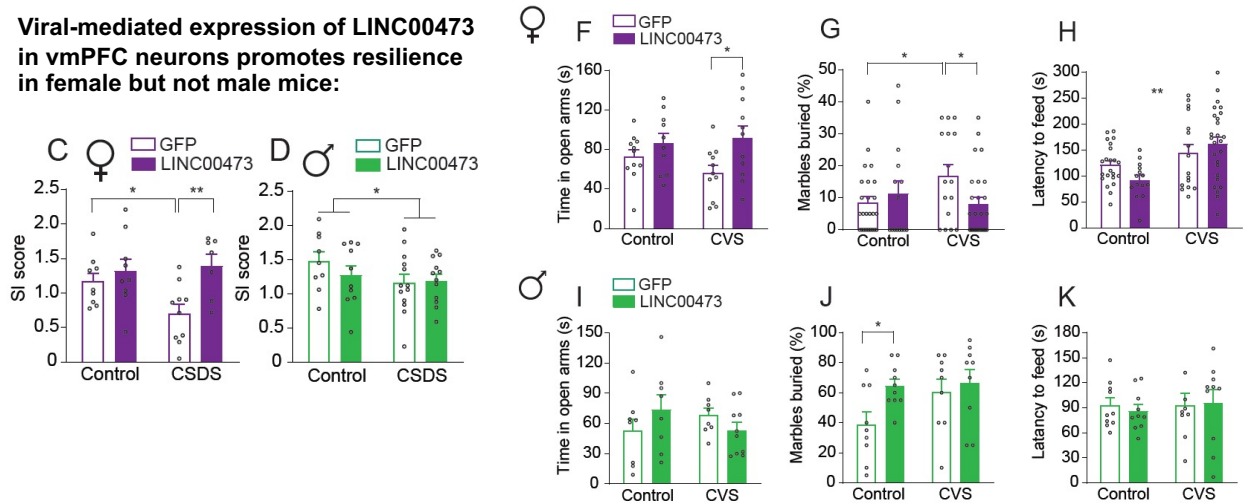 Viral-mediated expression of LINC00473
in vmPFC neurons promotes resilience
in female but not male mice:
C ♀ GFP
LINC00473
SI score
2.5
2.0
1.5
1.0
0.5
0
* **
Control CSDS
D ♂ GFP
LINC00473
SI score
2.5
2.0
1.5
1.0
0.5
0
*
Control CSDS
♀ F GFP
LINC00473
Time in open arms (s)
160
120
80
40
0
*
Control CVS
G
Marbles buried (%)
50
40
30
20
10
0
* *
Control CVS
H
Latency to feed (s)
300
250
200
150
100
50
0
**
Control CVS
♂ I GFP
LINC00473
Time in open arms (s)
150
120
90
60
30
0
Control CVS
J
Marbles buried (%)
100
80
60
40
20
0
*
Control CVS
K
Latancy to feed (s)
180
150
120
90
60
30
0
Control CVS